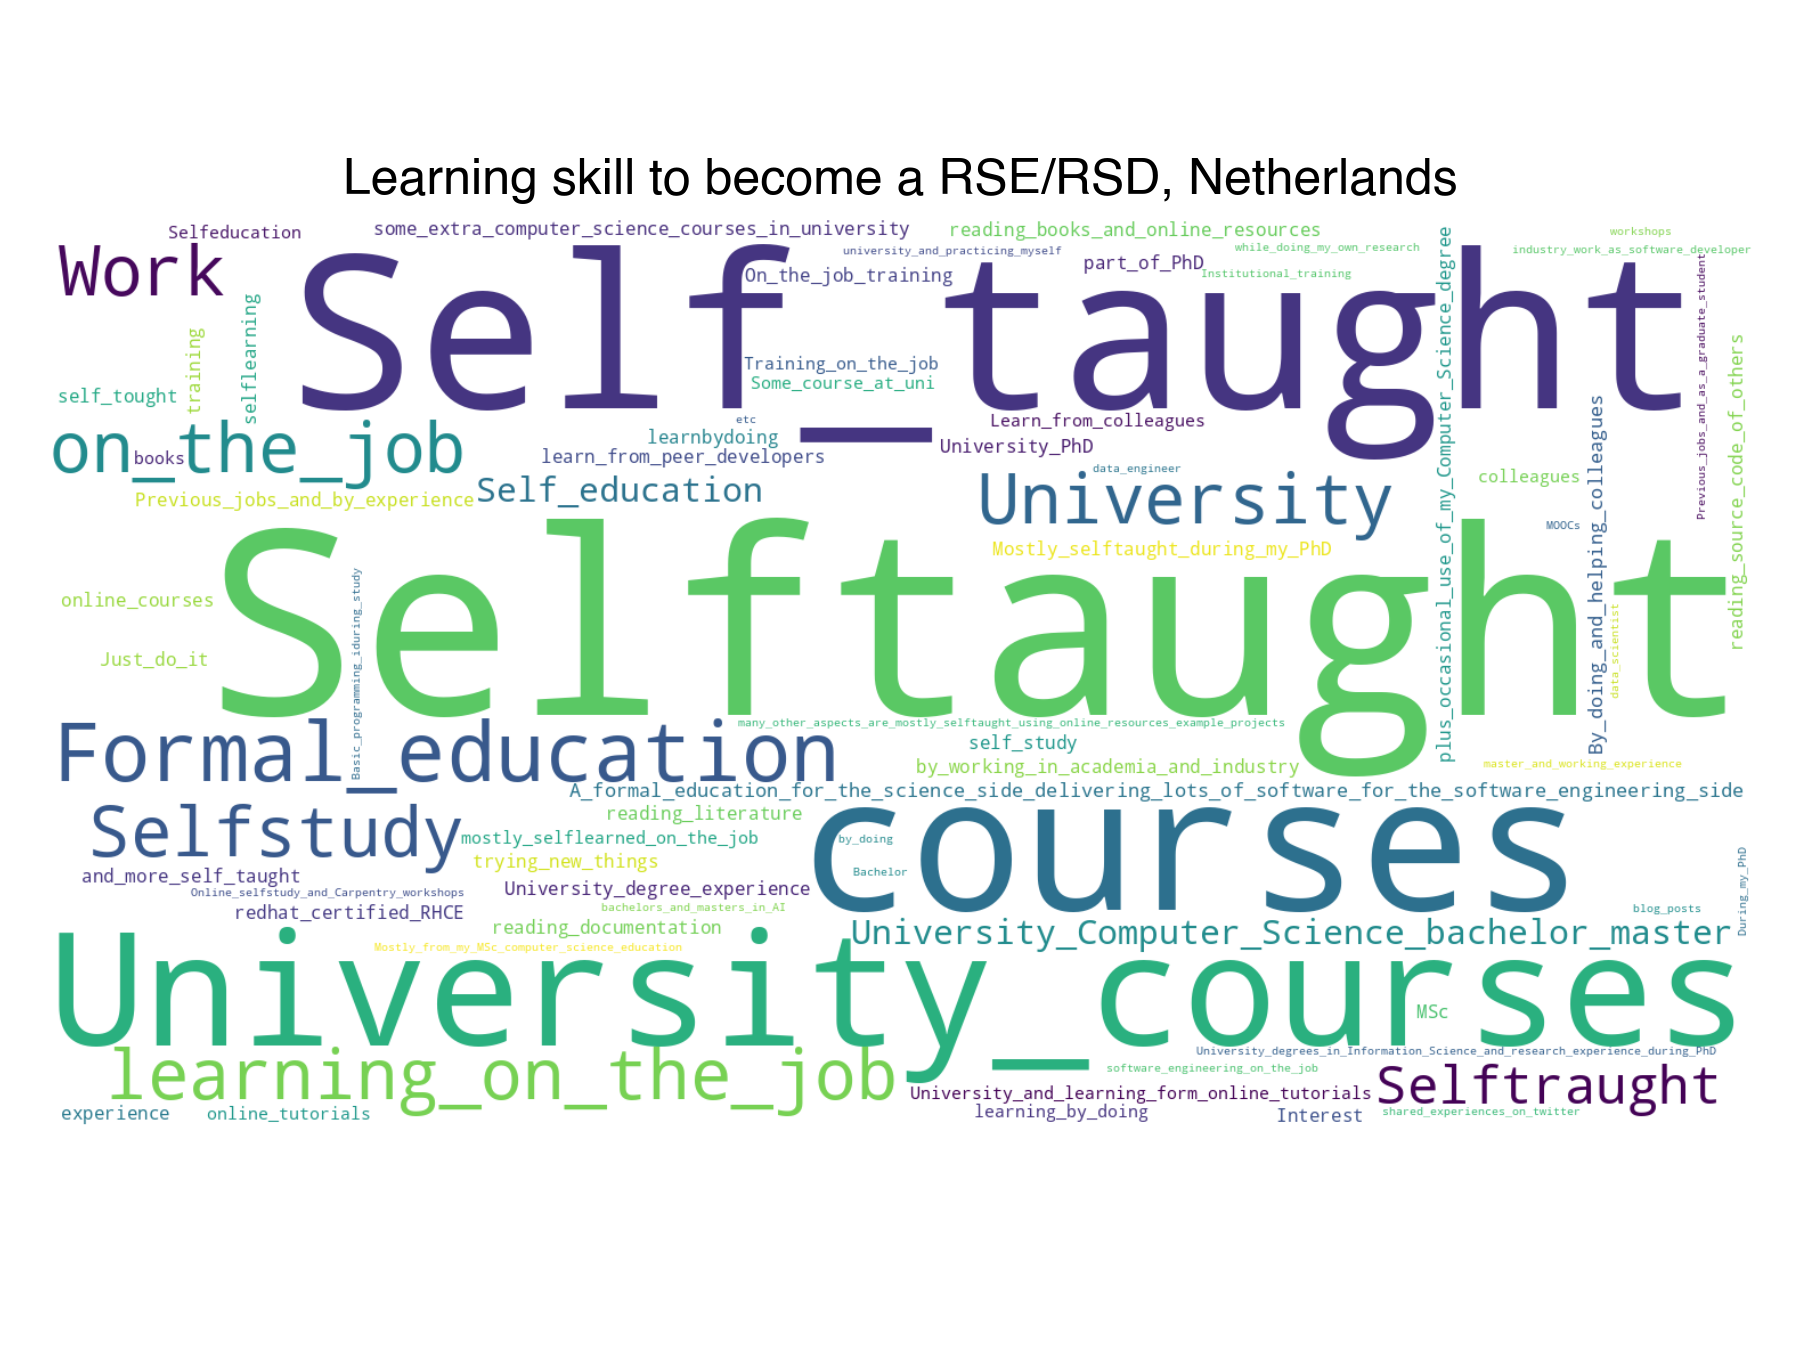 Learning skill to become a RSE/RSD, Netherlands
Selfeducation
some_extra_computer_science_courses_in_university
reading_books_and_online_resources
workshops
Work
Self_taught
university_and_practicing_myself
while_doing_my_own_research
industry_work_as_software_developer
On_the_job_training
part_of_PhD
Institutional_training
plus_occasional_use_of_my_Computer_Science_degree
Previous_jobs_and_as_a_graduate_student
selflearning
training
reading_source_code_of_others
Training_on_the_job
Some_course_at_uni
self_tought
By_doing_and_helping_colleagues
on_the_job
books
etc
learnbydoing
Learn_from_colleagues
University_PhD
learn_from_peer_developers
data_engineer
colleagues
Self_education
University
Previous_jobs_and_by_experience
MOOCs
Mostly_selftaught_during_my_PhD
Selftaught
Basic_programming_iduring_study
online_courses
data_scientist
Just_do_it
Formal_education
many_other_aspects_are_mostly_selftaught_using_online_resources_example_projects
self_study
by_working_in_academia_and_industry
master_and_working_experience
A_formal_education_for_the_science_side_delivering_lots_of_software_for_the_software_engineering_side
reading_literature
Selfstudy
courses
mostly_selflearned_on_the_job
by_doing
trying_new_things
Bachelor
During_my_PhD
and_more_self_taught
Online_selfstudy_and_Carpentry_workshops
University_degree_experience
bachelors_and_masters_in_AI
blog_posts
redhat_certified_RHCE
reading_documentation
University_Computer_Science_bachelor_master
Mostly_from_my_MSc_computer_science_education
University_courses
MSc
University_degrees_in_Information_Science_and_research_experience_during_PhD
learning_on_the_job
software_engineering_on_the_job
Selftraught
University_and_learning_form_online_tutorials
experience
online_tutorials
learning_by_doing
Interest
shared_experiences_on_twitter